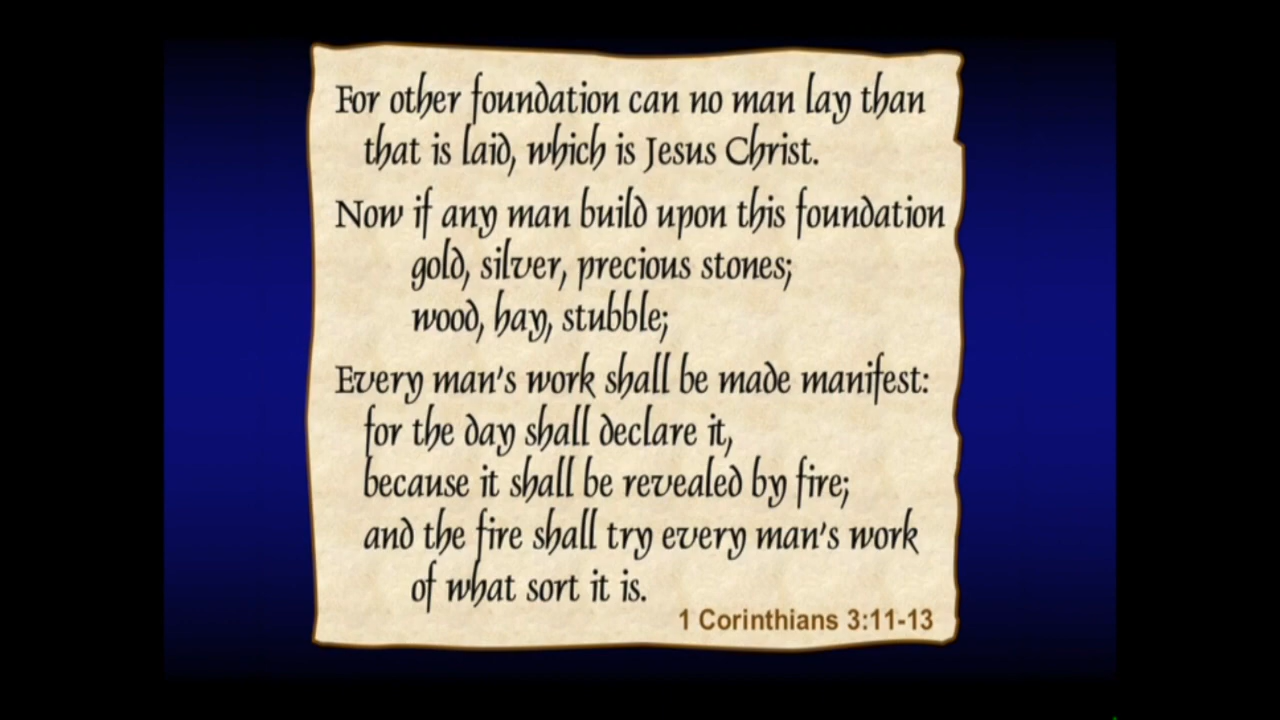 For other foundation can no man lay than
that is laid, which is Jesus Christ.
Now if any man build upon this foundation
gold, silver, precious stones;
wood, hay, stubble;
Every man's work shall be made manifest:
for the day shall declare it,
because it shall be revealed by fire;
and the fire shall try every man's work
of what sort it is.
1 Corinthians 3:11-13